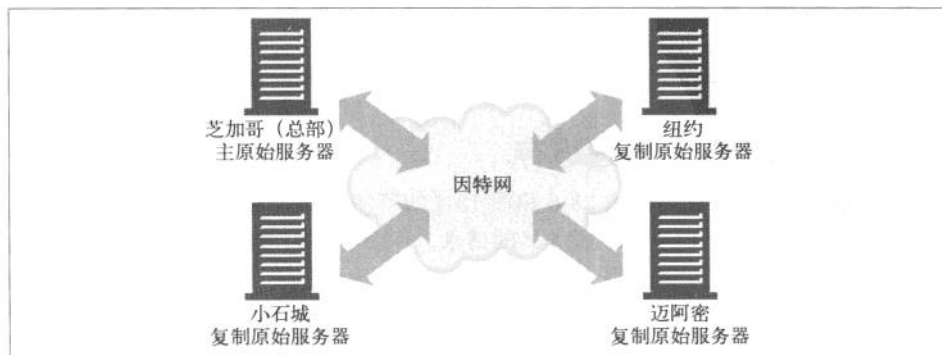 芝加哥（总部）
主原始服务器
纽约
复制原始服务器
因特网
小石城
复制原始服务器
迈阿密
复制原始服务器